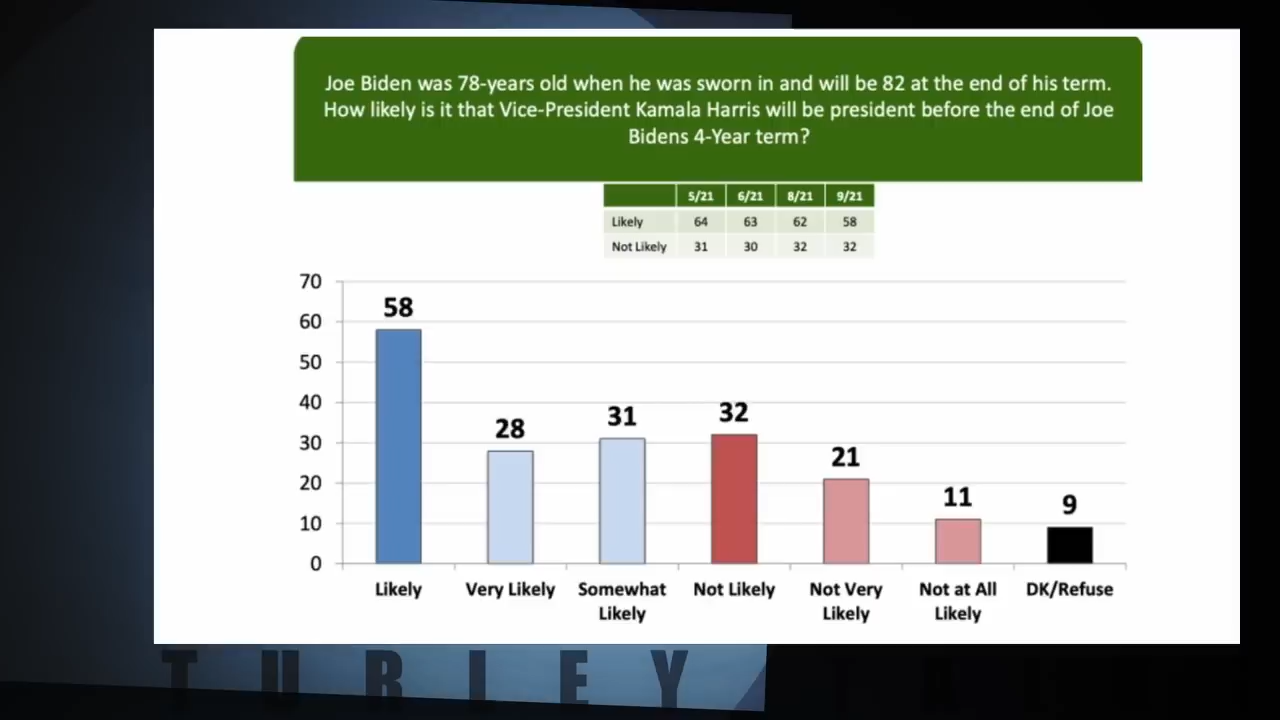 Joe Biden was 78-years old when he was sworn in and will be 82 at the end of his term.
How likely is it that Vice-President Kamala Harris will be president before the end of Joe
Bidens 4-Year term?
5/21 6/21 8/21 9/21
Likely 64 63 62 58
Not Likely 31 30 32 32
70
60
50
40
30
20
10
0
58
28
31
32
21
11
9
Likely
Very Likely
Somewhat
Likely
Not Likely
Not Very
Likely
Not at All
Likely
DK/Refuse
TURLEY